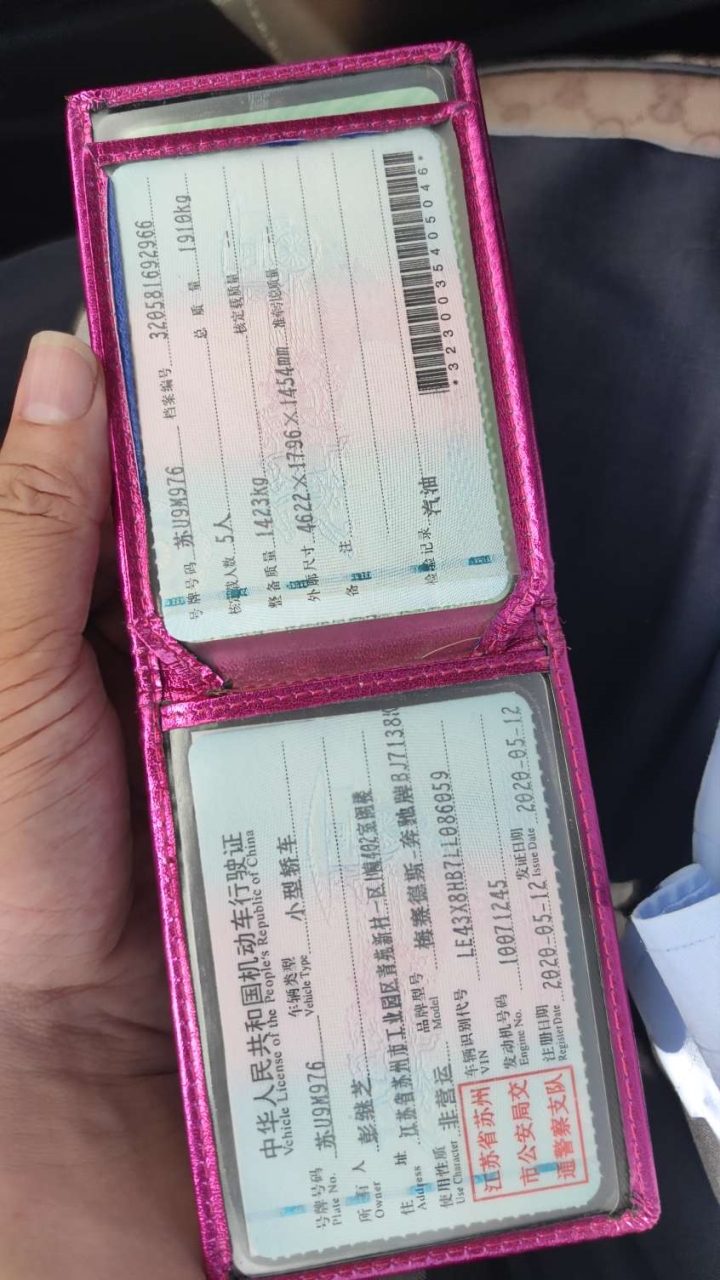 中华人民共和国机动车行驶证
Vehicle License of the People's Republic of China
号牌号码 苏U9M976 车辆类型 小型轿车
Plate No. Vehicle Type
所有人 彭继芝
Owner
住址 江苏省苏州市工业园区菁苑新村一区1幢402室阁楼
Address
使用性质 非营运 品牌型号 梅赛德斯-奔驰牌BJ7138
Use Character Model
江苏省苏州
市公安局交
通警察支队
车辆识别代号 LE43X8HB7LL086059
VIN
发动机号码 10071245
Engine No.
注册日期 2020-05-12 发证日期 2020-05-12
Register Date Issue Date
号牌号码 苏U9M976 档案编号 320581692966
核定载人数 5人 总质量 1910kg
整备质量 1423kg 核定载质量 --
外廓尺寸 4622×1796×1454mm 准牵引总质量 --
备注
检验记录 汽油
*3230035405046*